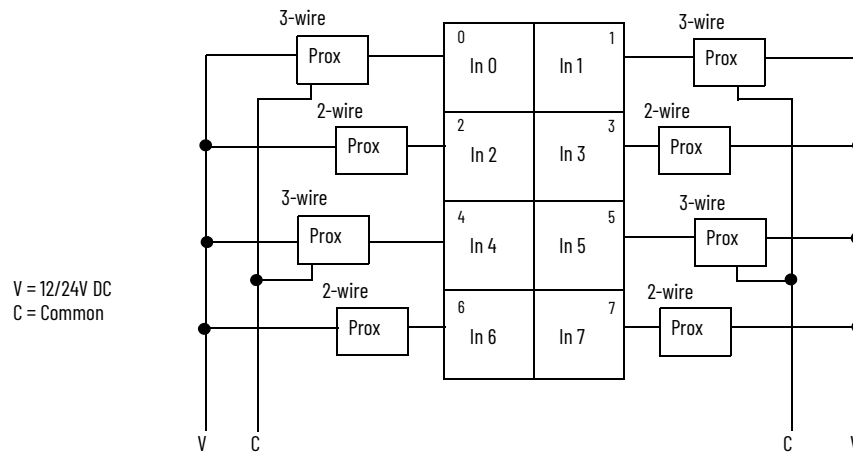 3-wire
3-wire
Prox
0
1
Prox
In 0
In 1
2-wire
2-wire
Prox
2
3
Prox
In 2
In 3
3-wire
3-wire
Prox
4
5
Prox
In 4
In 5
V = 12/24V DC
C = Common
2-wire
2-wire
Prox
6
7
Prox
In 6
In 7
V
C
C
V